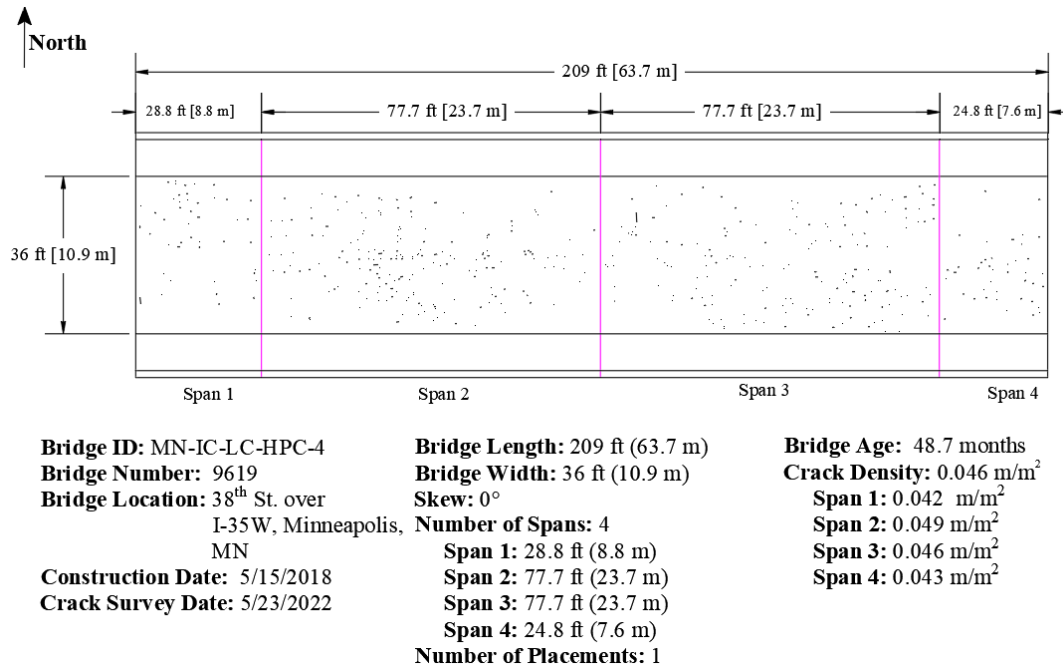 North
209 ft [63.7 m]
28.8 ft [8.8 m]
77.7 ft [23.7 m]
77.7 ft [23.7 m]
24.8 ft [7.6 m]
36 ft [10.9 m]
Span 1
Span 2
Span 3
Span 4
Bridge ID: MN-IC-LC-HPC-4
Bridge Number: 9619
Bridge Location: 38th St. over
I-35W, Minneapolis,
MN
Construction Date: 5/15/2018
Crack Survey Date: 5/23/2022
Bridge Length: 209 ft (63.7 m)
Bridge Width: 36 ft (10.9 m)
Skew: 0°
Number of Spans: 4
Span 1: 28.8 ft (8.8 m)
Span 2: 77.7 ft (23.7 m)
Span 3: 77.7 ft (23.7 m)
Span 4: 24.8 ft (7.6 m)
Number of Placements: 1
Bridge Age: 48.7 months
Crack Density: 0.046 m/m²
Span 1: 0.042 m/m²
Span 2: 0.049 m/m²
Span 3: 0.046 m/m²
Span 4: 0.043 m/m²